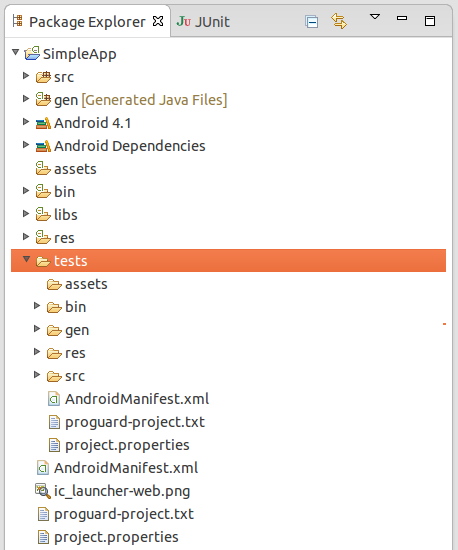 Package Explorer JUnit
SimpleApp
src
gen [Generated Java Files]
Android 4.1
Android Dependencies
assets
bin
libs
res
tests
assets
bin
gen
res
src
AndroidManifest.xml
proguard-project.txt
project.properties
AndroidManifest.xml
ic_launcher-web.png
proguard-project.txt
project.properties